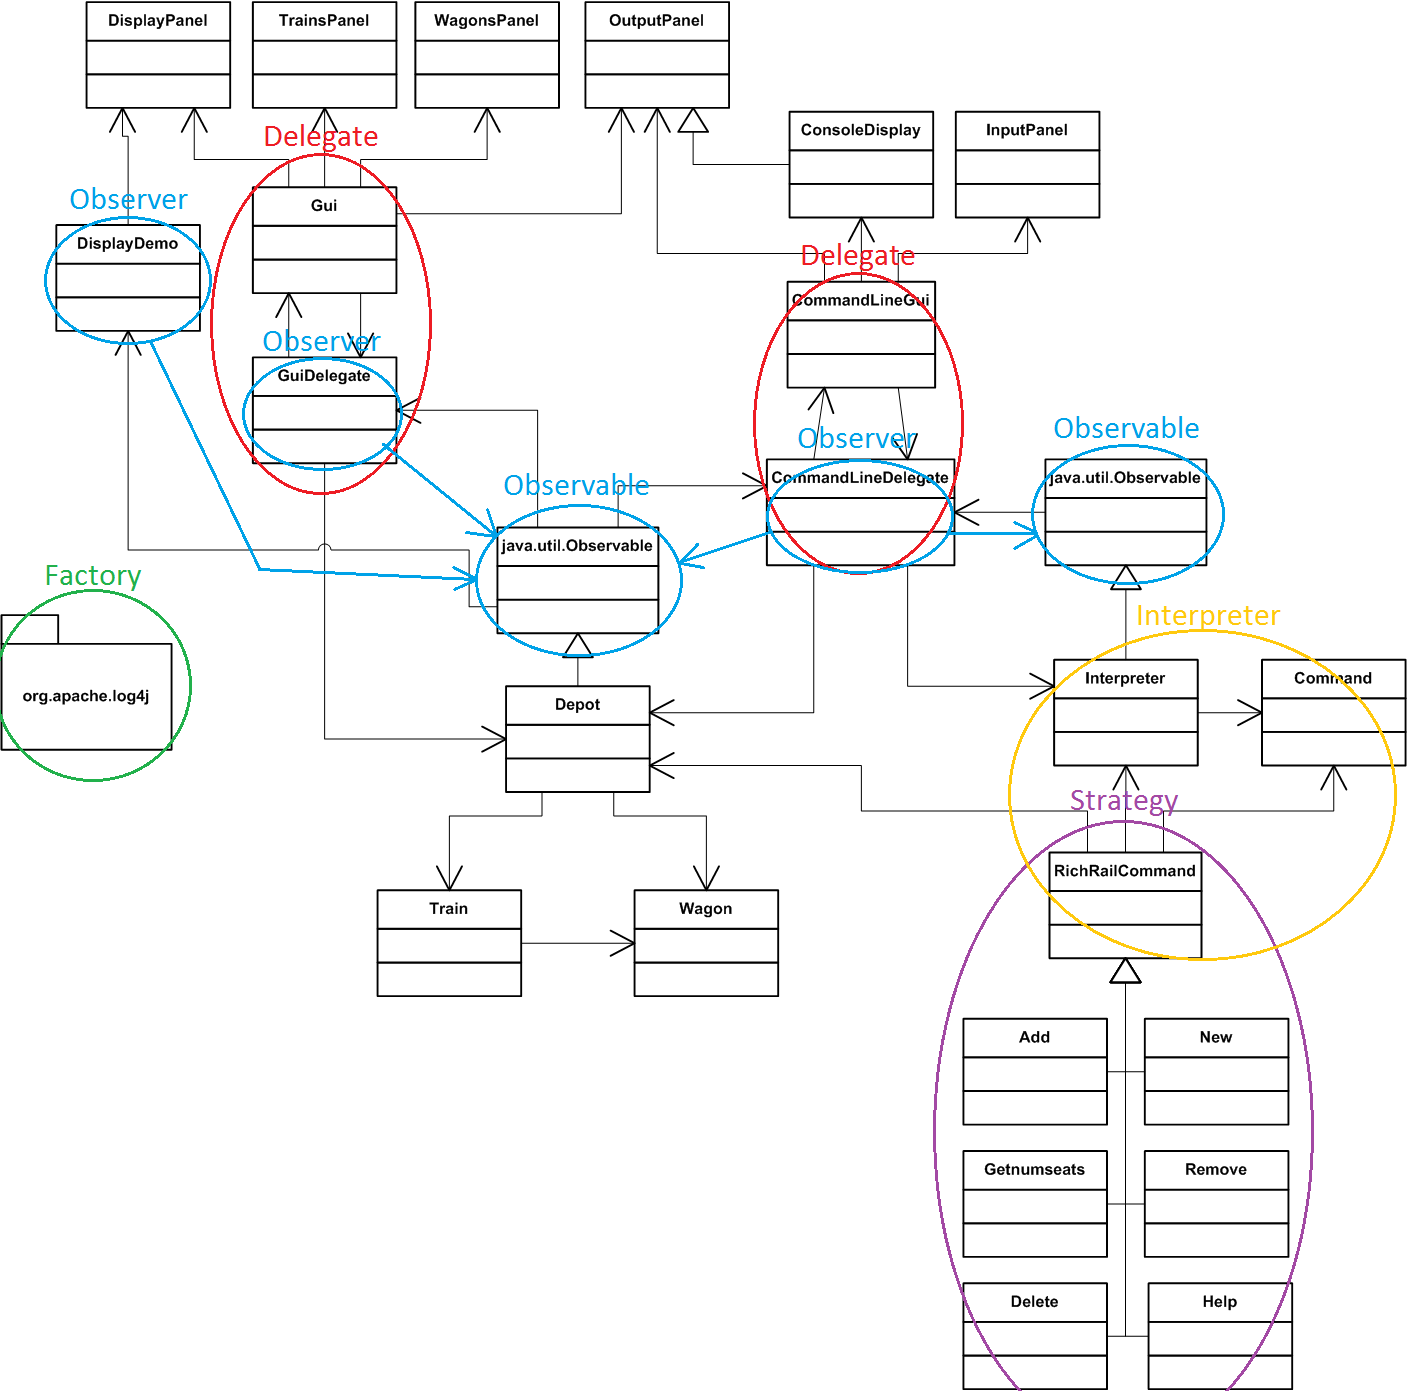 DisplayPanel
TrainsPanel
WagonsPanel
OutputPanel
ConsoleDisplay
InputPanel
Delegate
Observer
Gui
DisplayDemo
Delegate
CommandLineGui
Observer
GuiDelegate
Observer
Observable
CommandLineDelegate
java.util.Observable
Observable
java.util.Observable
Factory
org.apache.log4j
Interpreter
Interpreter
Command
Depot
Strategy
RichRailCommand
Train
Wagon
Add
New
Getnumseats
Remove
Delete
Help